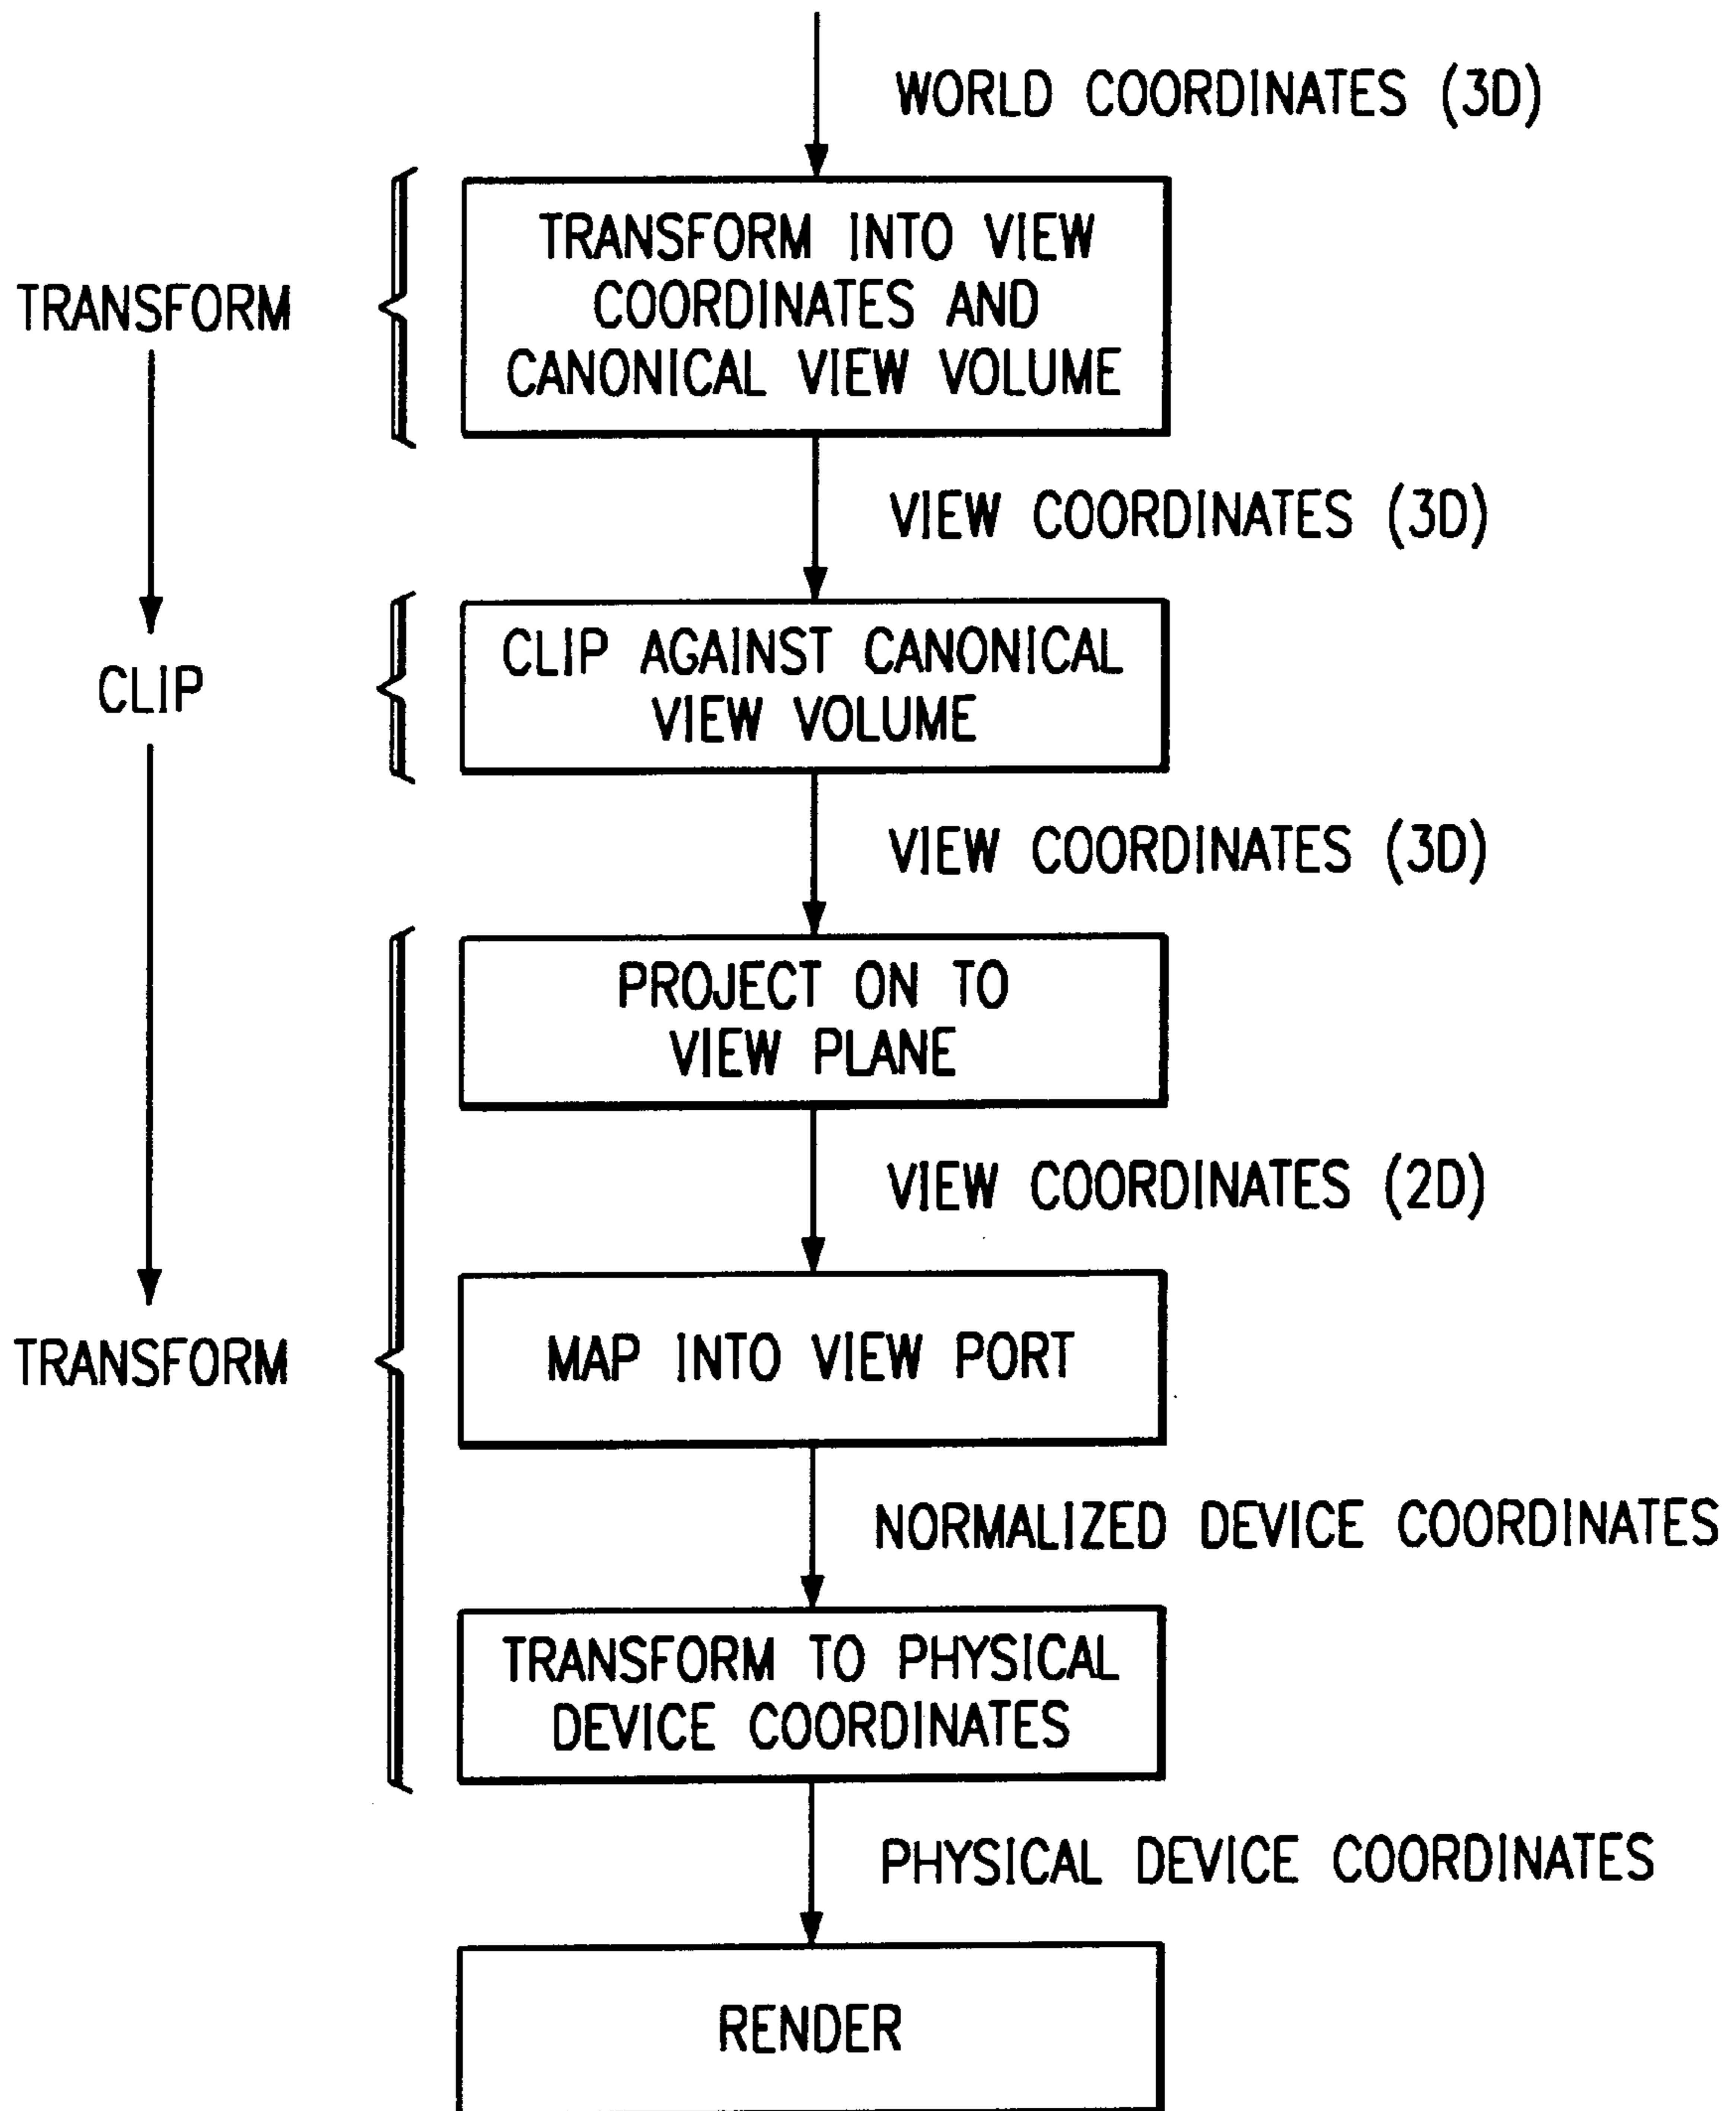 WORLD COORDINATES (3D)
TRANSFORM
TRANSFORM INTO VIEW
COORDINATES AND
CANONICAL VIEW VOLUME
VIEW COORDINATES (3D)
CLIP
CLIP AGAINST CANONICAL
VIEW VOLUME
VIEW COORDINATES (3D)
PROJECT ON TO
VIEW PLANE
VIEW COORDINATES (2D)
TRANSFORM
MAP INTO VIEW PORT
NORMALIZED DEVICE COORDINATES
TRANSFORM TO PHYSICAL
DEVICE COORDINATES
PHYSICAL DEVICE COORDINATES
RENDER